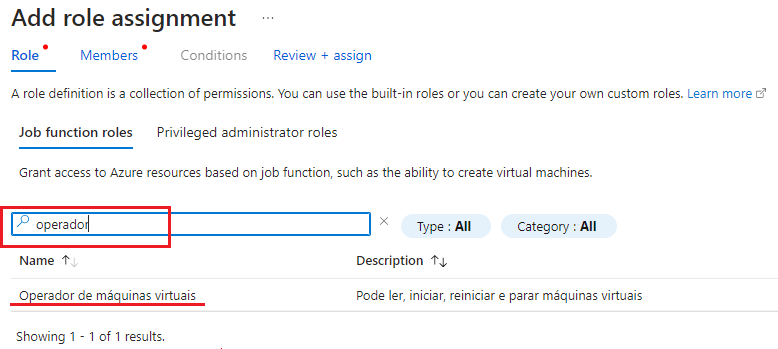 Add role assignment ...
Role Members Conditions Review + assign
A role definition is a collection of permissions. You can use the built-in roles or you can create your own custom roles. Learn more
Job function roles Privileged administrator roles
Grant access to Azure resources based on job function, such as the ability to create virtual machines.
operador Type : All Category : All
Name ↑↓ Description ↑↓
Operador de máquinas virtuais Pode ler, iniciar, reiniciar e parar máquinas virtuais
Showing 1 - 1 of 1 results.